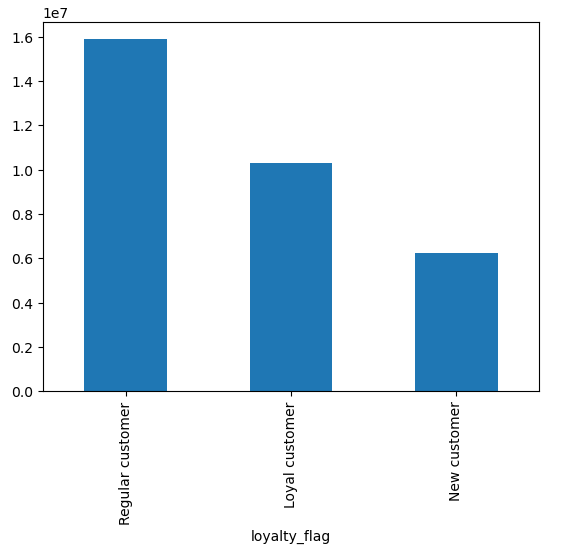 1e7
1.6
1.4
1.2
1.0
0.8
0.6
0.4
0.2
0.0
Regular customer
Loyal customer
New customer
loyalty_flag